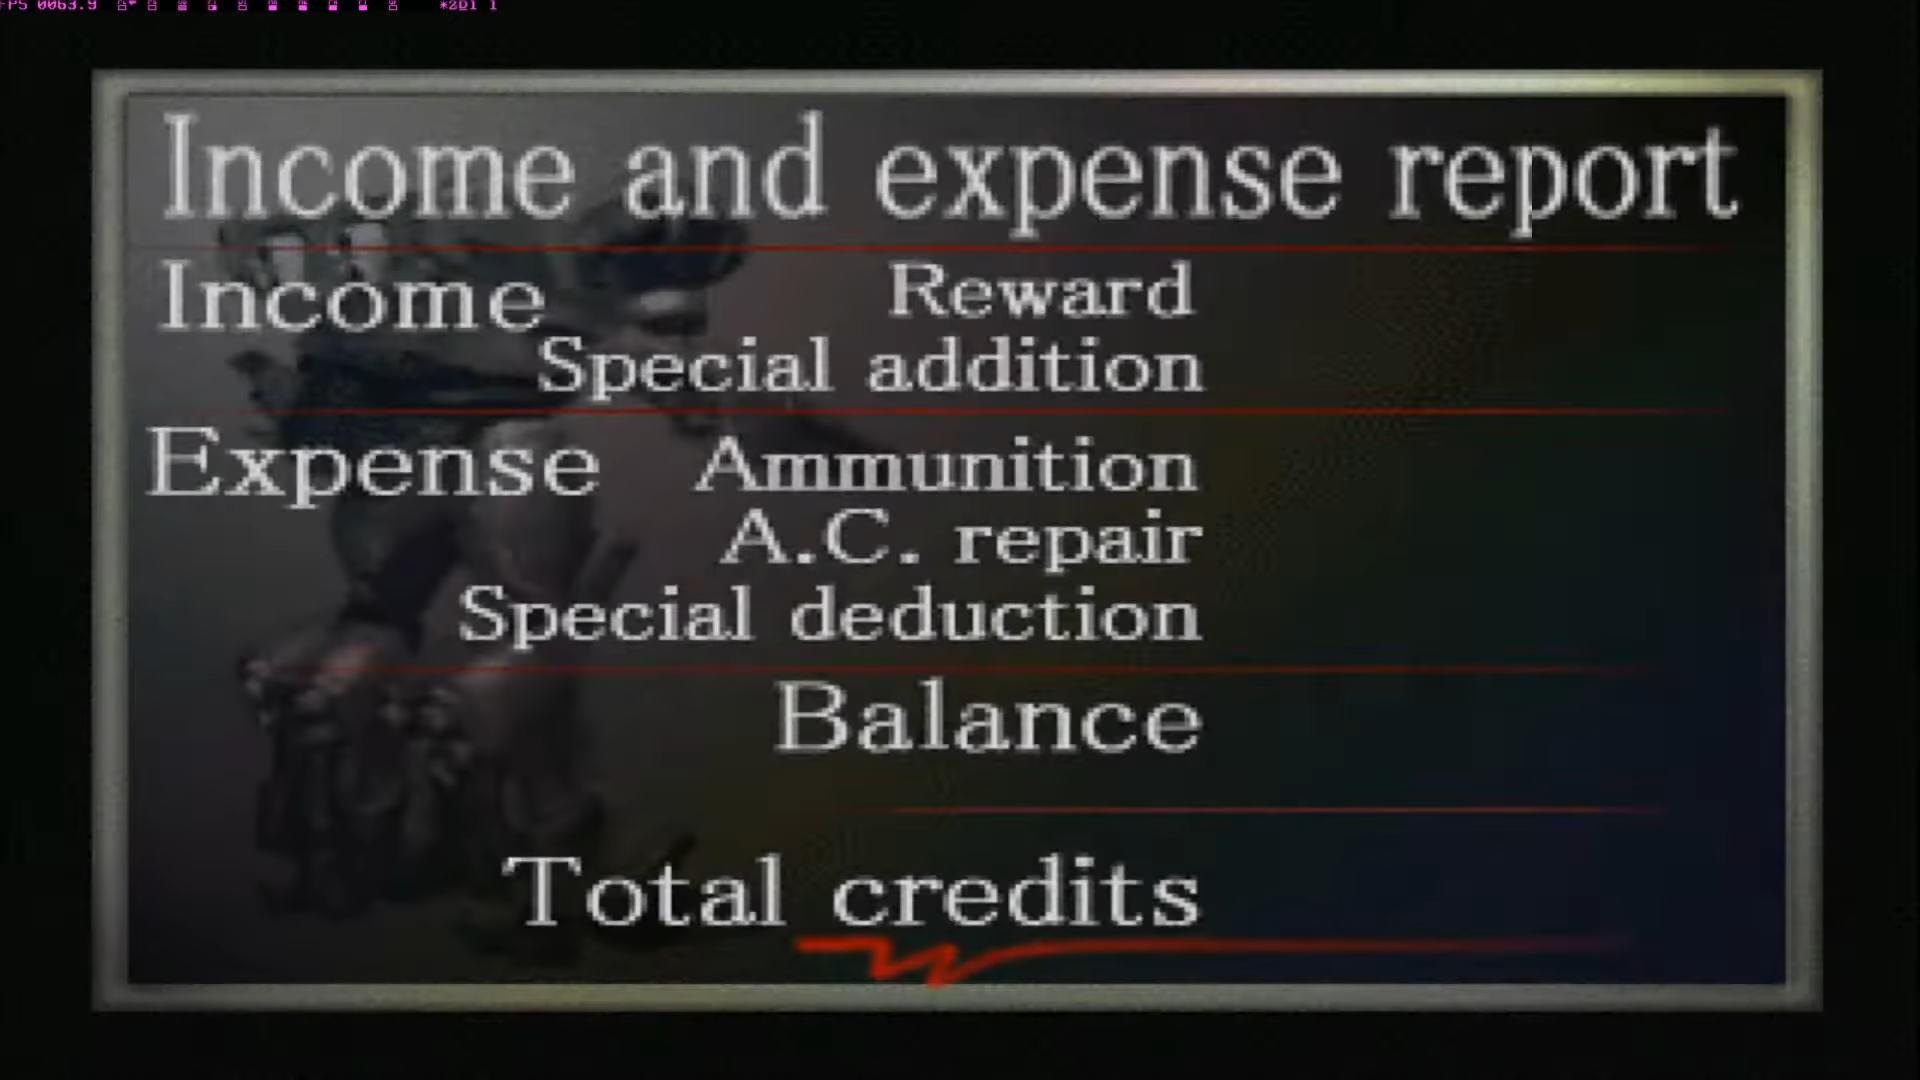 Income and expense report
Income Reward
Special addition
Expense Ammunition
A.C. repair
Special deduction
Balance
Total credits